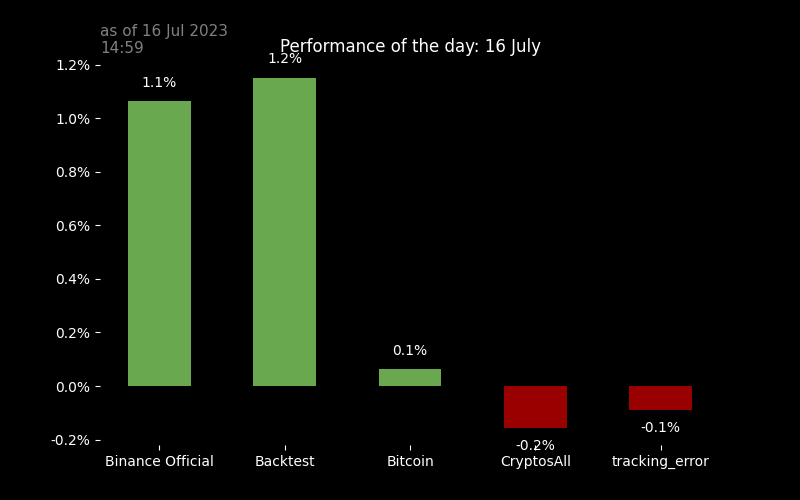 as of 16 Jul 2023
14:59
Performance of the day: 16 July
1.2%
1.0%
0.8%
0.6%
0.4%
0.2%
0.0%
-0.2%
1.1%
1.2%
0.1%
-0.2%
-0.1%
Binance Official
Backtest
Bitcoin
CryptosAll
tracking_error